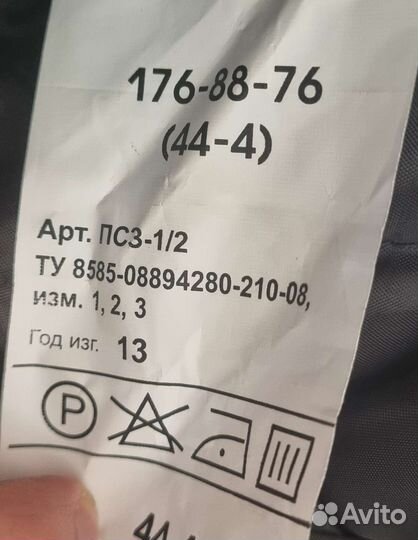 176-88-76
(44-4)
Арт. ПСЗ-1/2
ТУ 8585-08894280-210-08,
изм. 1, 2, 3
Год изг. 13
P
Avito